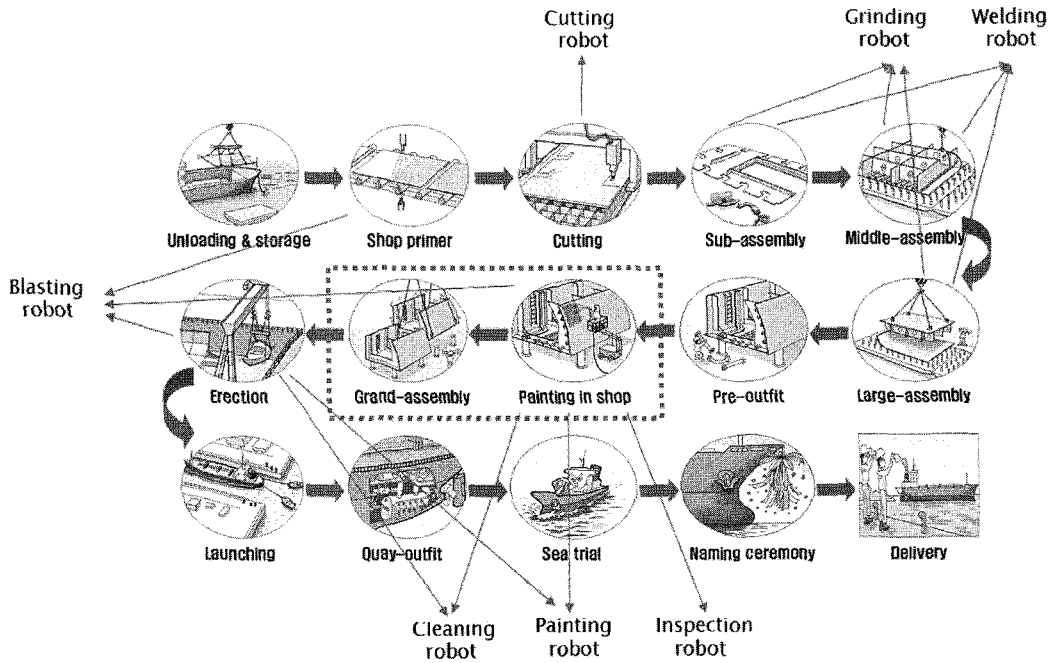 Cutting
robot
Grinding
robot
Welding
robot
Unloading & storage
Shop primer
Cutting
Sub-assembly
Middle-assembly
Blasting
robot
Erection
Grand-assembly
Painting in shop
Pre-outfit
Large-assembly
Launching
Quay-outfit
Sea trial
Naming ceremony
Delivery
Cleaning
robot
Painting
robot
Inspection
robot